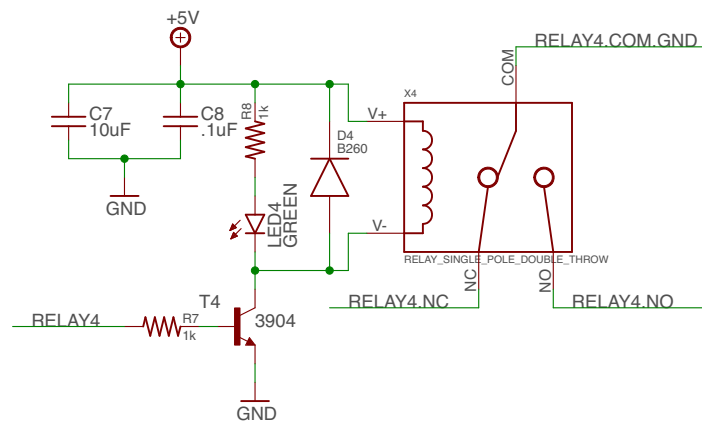 +5V
RELAY4.COM.GND
COM
X4
C7
10uF
C8
.1uF
R8
1k
V+
D4
B260
LED4
GREEN
GND
V-
RELAY_SINGLE_POLE_DOUBLE_THROW
NC
NO
RELAY4.NC
RELAY4.NO
T4
3904
RELAY4
R7
1k
GND